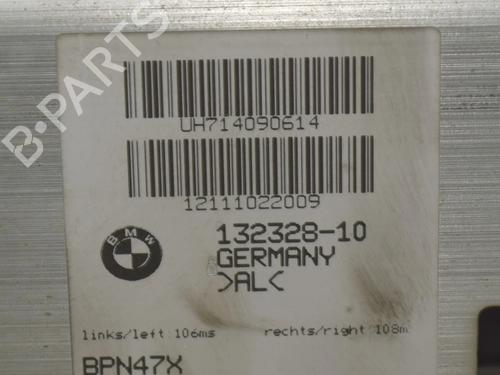 B·PARTS
UH714090614
12111022009
BMW
132328-10
GERMANY
>AL<
links/left 106ms rechts/right 108m
BPN47X